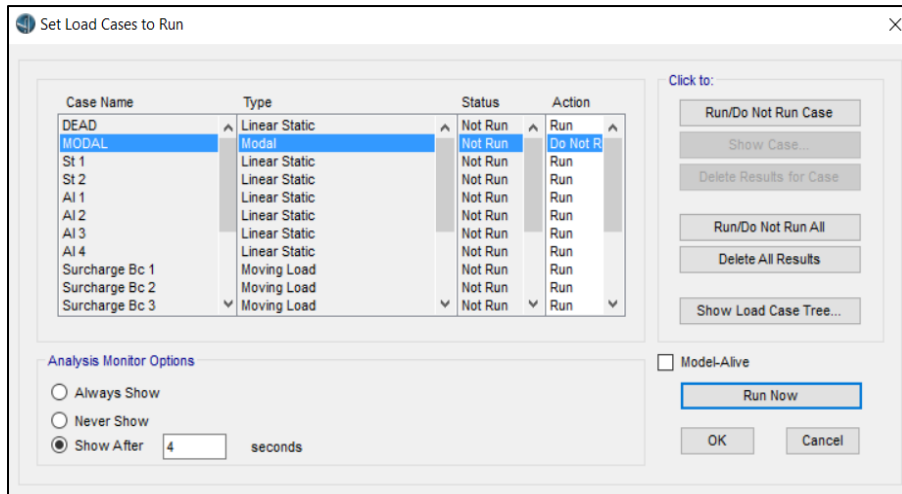 Set Load Cases to Run
Click to:
Case Name Type Status Action
DEAD Linear Static Not Run Run
MODAL Modal Not Run Do Not R
St 1 Linear Static Not Run Run
St 2 Linear Static Not Run Run
Al 1 Linear Static Not Run Run
Al 2 Linear Static Not Run Run
Al 3 Linear Static Not Run Run
Al 4 Linear Static Not Run Run
Surcharge Bc 1 Moving Load Not Run Run
Surcharge Bc 2 Moving Load Not Run Run
Surcharge Bc 3 Moving Load Not Run Run
Run/Do Not Run Case
Show Case...
Delete Results for Case
Run/Do Not Run All
Delete All Results
Show Load Case Tree...
Analysis Monitor Options
Always Show
Never Show
Show After 4 seconds
Model-Alive
Run Now
OK Cancel